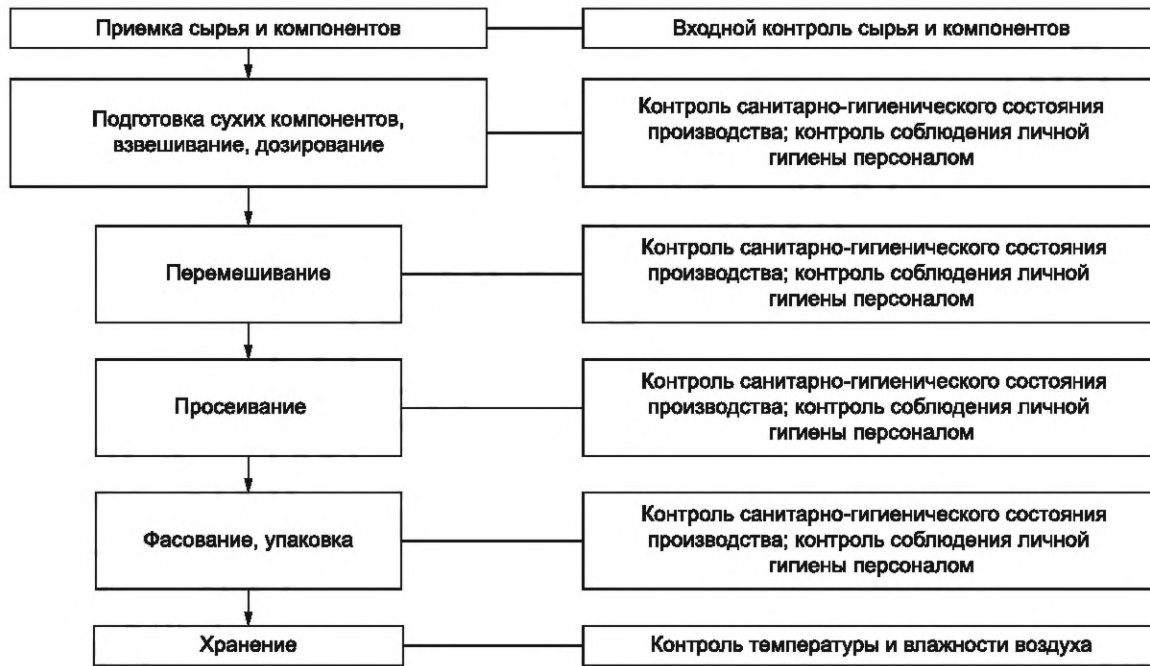 Приемка сырья и компонентов
Входной контроль сырья и компонентов
Подготовка сухих компонентов,
взвешивание, дозирование
Контроль санитарно-гигиенического состояния
производства; контроль соблюдения личной
гигиены персоналом
Перемешивание
Контроль санитарно-гигиенического состояния
производства; контроль соблюдения личной
гигиены персоналом
Просеивание
Контроль санитарно-гигиенического состояния
производства; контроль соблюдения личной
гигиены персоналом
Фасование, упаковка
Контроль санитарно-гигиенического состояния
производства; контроль соблюдения личной
гигиены персоналом
Хранение
Контроль температуры и влажности воздуха